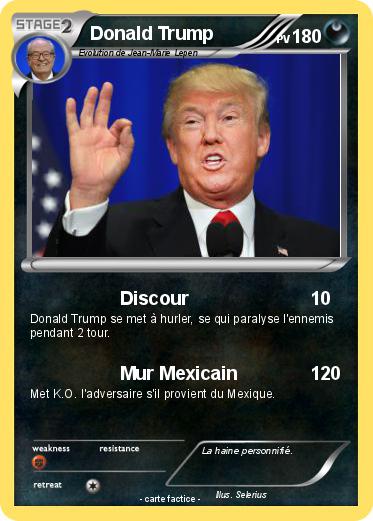 STAGE2
Donald Trump
PV 180
Evolution de Jean-Marie Lepen
Discour 10
Donald Trump se met à hurler, se qui paralyse l'ennemis
pendant 2 tour.
Mur Mexicain 120
Met K.O. l'adversaire s'il provient du Mexique.
weakness resistance
La haine personnifié.
retreat
- carte factice -
Illus. Selerius